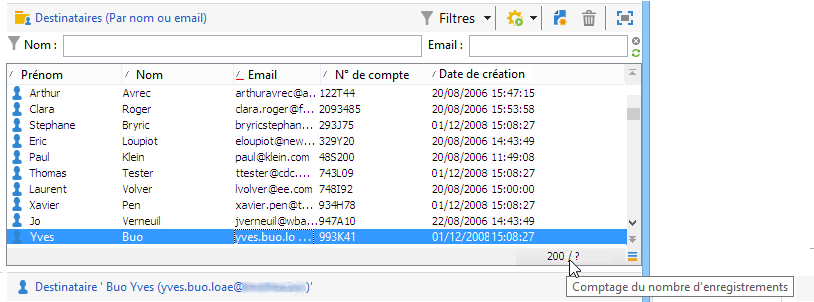 Destinataires (Par nom ou email) Filtres
Nom : Email :
Prénom Nom Email N° de compte Date de création
Arthur Avrec arthuravrec@a... 122T44 20/08/2006 15:47:15
Clara Roger clara.roger@f... 2093485 20/08/2006 15:53:58
Stephane Bryric bryricstephan... 293J75 01/12/2008 15:08:27
Eric Loupiot eloupiot@new... 329Y20 20/08/2006 14:43:49
Paul Klein paul@klein.com 48S200 20/08/2006 11:49:08
Thomas Tester ttester@cdc.... 743L09 01/12/2008 15:08:27
Laurent Volver lvolver@ee.com 748I92 20/08/2006 15:00:00
Xavier Pen xavier.pen@t... 934H78 01/12/2008 15:08:27
Jo Verneuil jverneuil@wba... 947A10 22/08/2006 14:43:49
Yves Buo yves.buo.lo ... 993K41 01/12/2008 15:08:27
200 / ?
Comptage du nombre d'enregistrements
Destinataire ' Buo Yves (yves.buo.loae@ )'